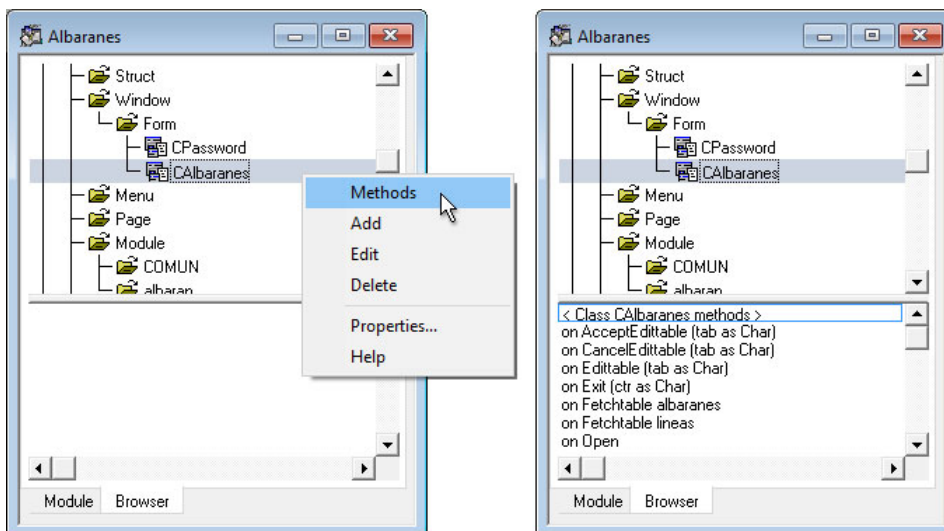 Albaranes
Struct
Window
Form
CPassword
CAlbaranes
Menu
Page
Module
COMUN
albaran
Methods
Add
Edit
Delete
Properties...
Help
Module Browser
Albaranes
Struct
Window
Form
CPassword
CAlbaranes
Menu
Page
Module
COMUN
albaran
< Class CAlbaranes methods >
on AcceptEdittable (tab as Char)
on CancelEdittable (tab as Char)
on Edittable (tab as Char)
on Exit (ctr as Char)
on Fetchtable albaranes
on Fetchtable lineas
on Open
Module Browser